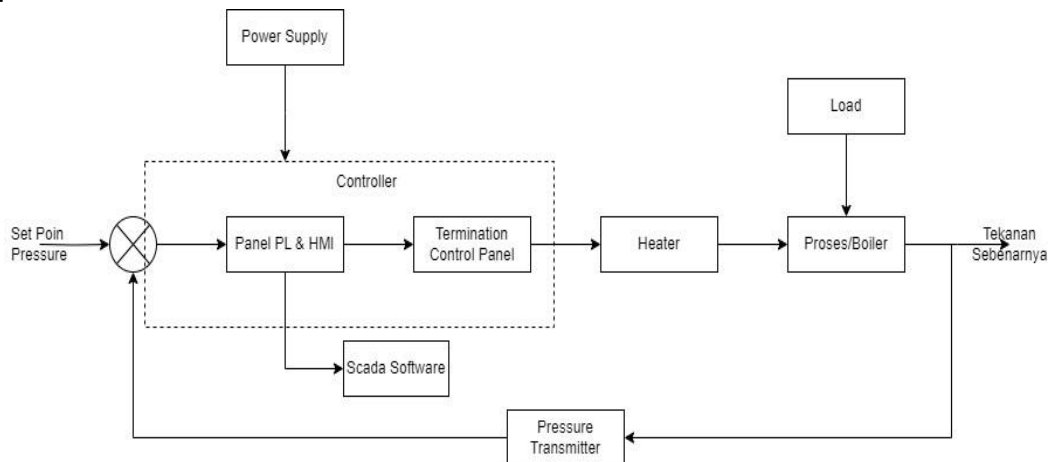 Power Supply
Load
Controller
Set Poin
Pressure
Panel PL & HMI
Termination
Control Panel
Heater
Proses/Boiler
Tekanan
Sebenarnya
Scada Software
Pressure
Transmitter